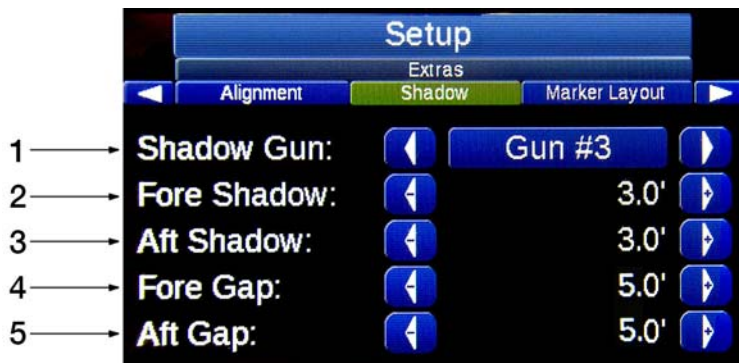 Setup
Extras
Alignment Shadow Marker Layout
1 Shadow Gun: Gun #3
2 Fore Shadow: - 3.0' +
3 Aft Shadow: - 3.0' +
4 Fore Gap: - 5.0' +
5 Aft Gap: - 5.0' +